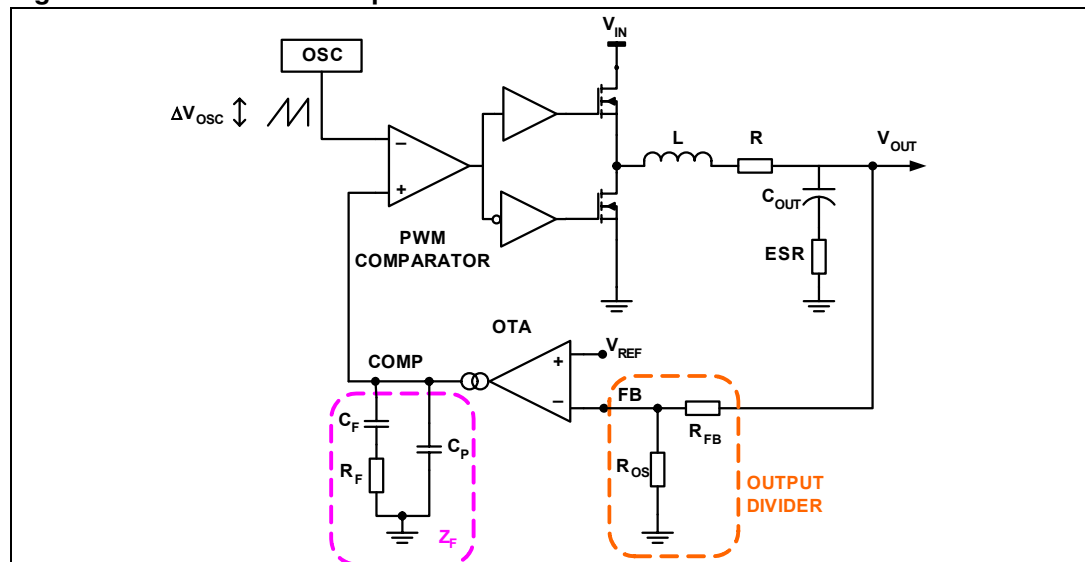 V_IN
OSC
ΔV_OSC
L
R
V_OUT
C_OUT
PWM
COMPARATOR
ESR
OTA
COMP
V_REF
FB
C_F
C_P
R_FB
R_F
R_OS
OUTPUT
DIVIDER
Z_F